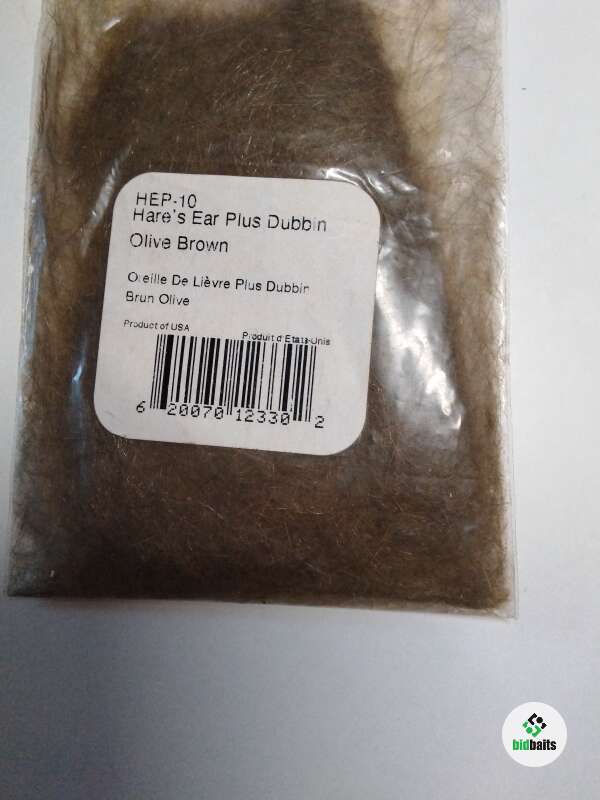 HEP-10
Hare's Ear Plus Dubbin
Olive Brown
Oreille De Lièvre Plus Dubbin
Brun Olive
Product of USA
Produit d'Etats-Unis
6 20070 12330 2
bidbaits